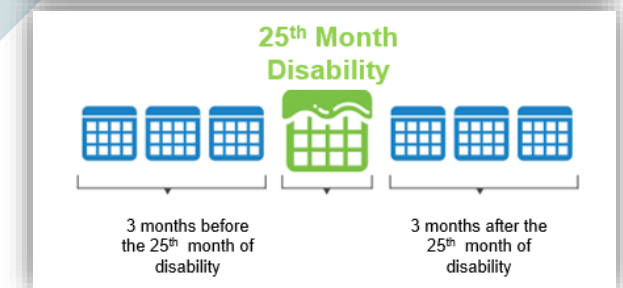 25th Month
Disability
3 months before
the 25th month of
disability
3 months after the
25th month of
disability